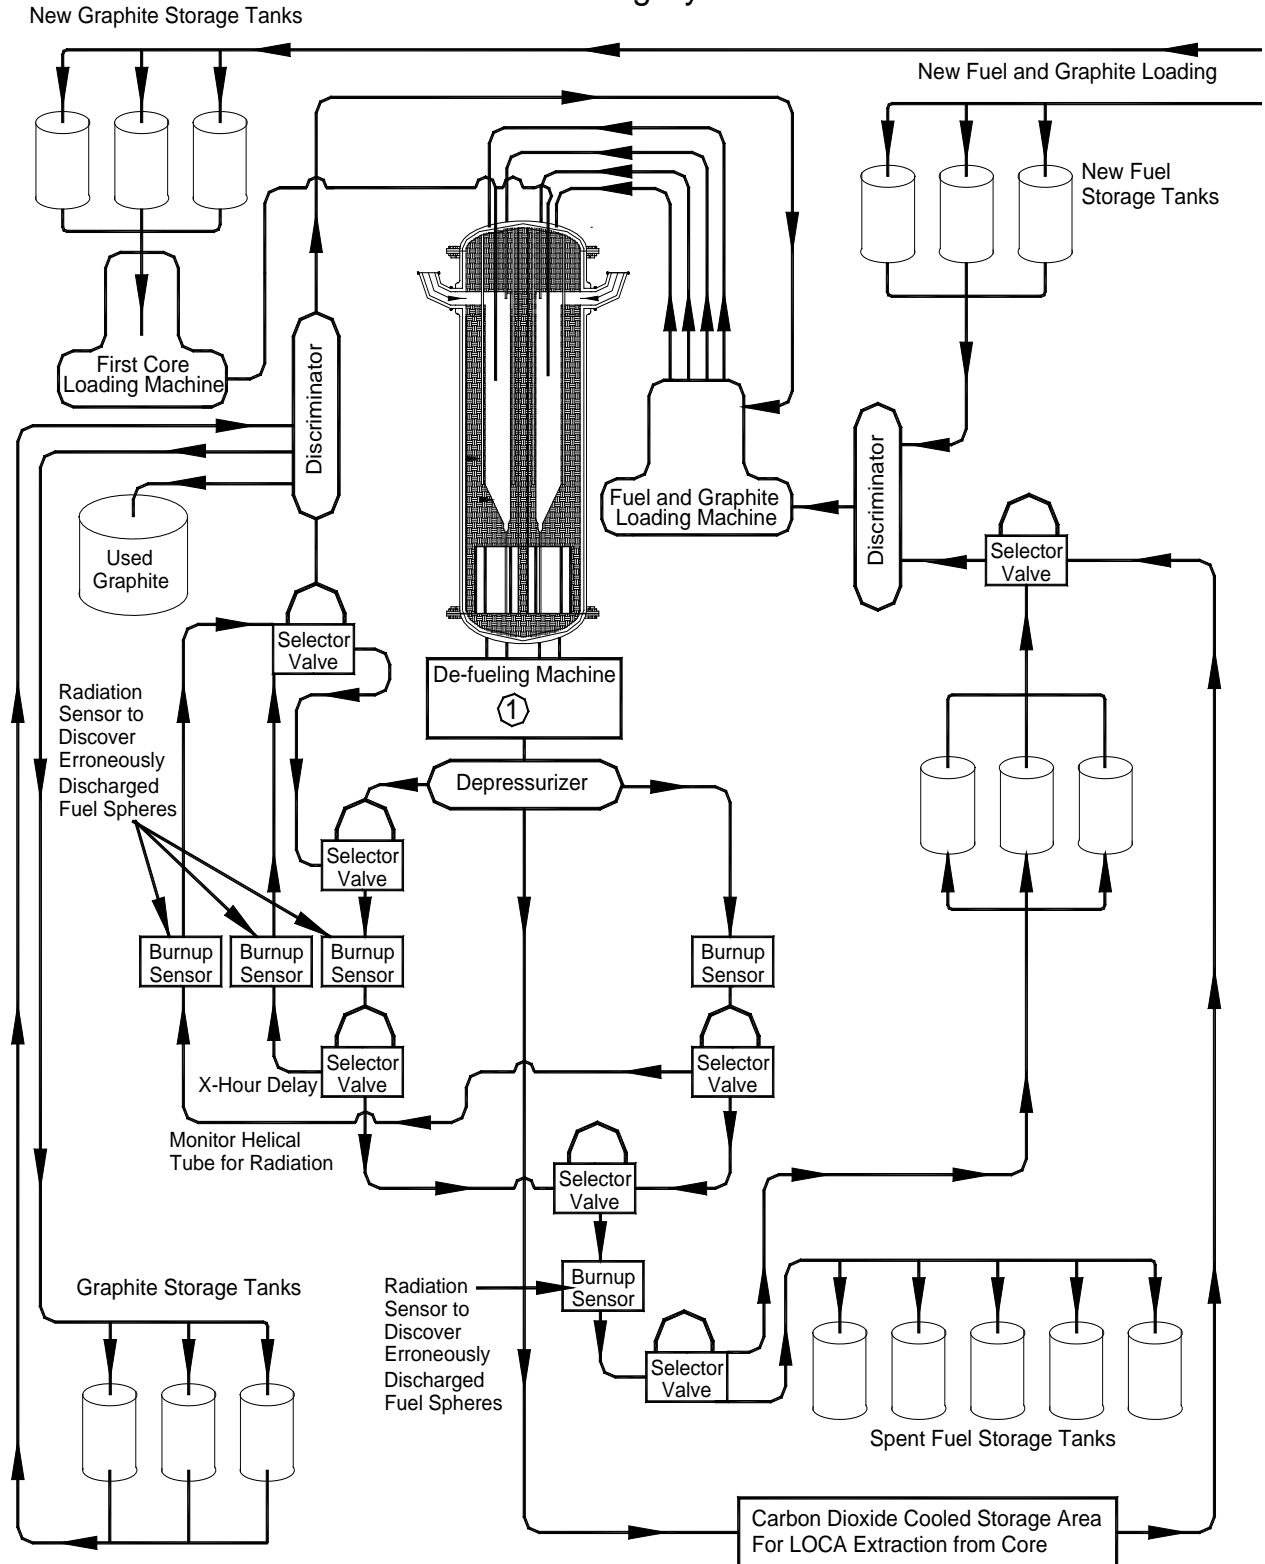 New Graphite Storage Tanks
New Fuel and Graphite Loading
New Fuel
Storage Tanks
First Core
Loading Machine
Discriminator
Fuel and Graphite
Loading Machine
Discriminator
Used
Graphite
Selector
Valve
Selector
Valve
De-fueling Machine
1
Radiation
Sensor to
Discover
Erroneously
Discharged
Fuel Spheres
Depressurizer
Selector
Valve
Burnup
Sensor
Burnup
Sensor
Burnup
Sensor
Burnup
Sensor
Selector
Valve
Selector
Valve
X-Hour Delay
Monitor Helical
Tube for Radiation
Selector
Valve
Graphite Storage Tanks
Radiation
Sensor to
Discover
Erroneously
Discharged
Fuel Spheres
Burnup
Sensor
Selector
Valve
Spent Fuel Storage Tanks
Carbon Dioxide Cooled Storage Area
For LOCA Extraction from Core